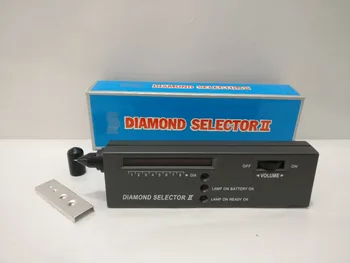 DIAMOND SELECTOR II
OFF ON
◄VOLUME►
1 2 3 4 5 6 7 8 DIA
LAMP ON BATTERY OK
DIAMOND SELECTOR II
LAMP ON READY OK